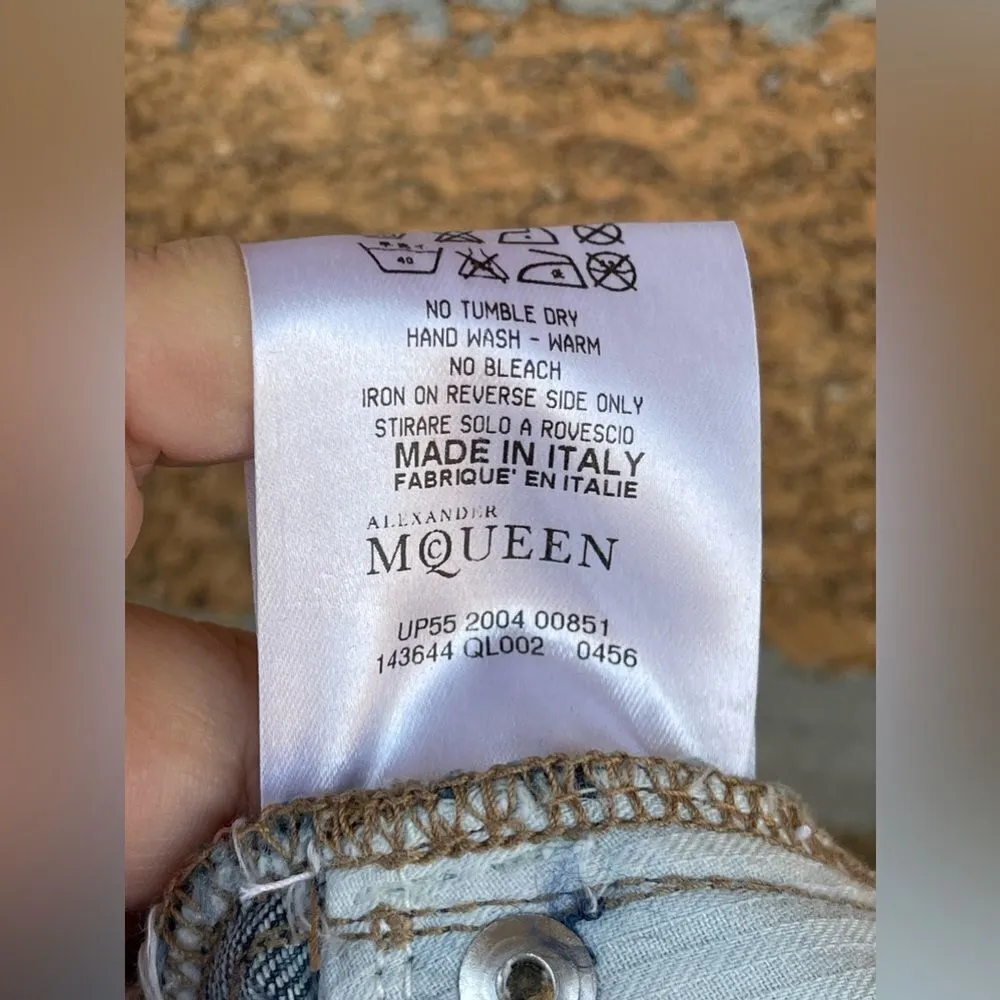 40
NO TUMBLE DRY
HAND WASH - WARM
NO BLEACH
IRON ON REVERSE SIDE ONLY
STIRARE SOLO A ROVESCIO
MADE IN ITALY
FABRIQUE' EN ITALIE
ALEXANDER
McQUEEN
UP55 2004 00851
143644 QL002 0456